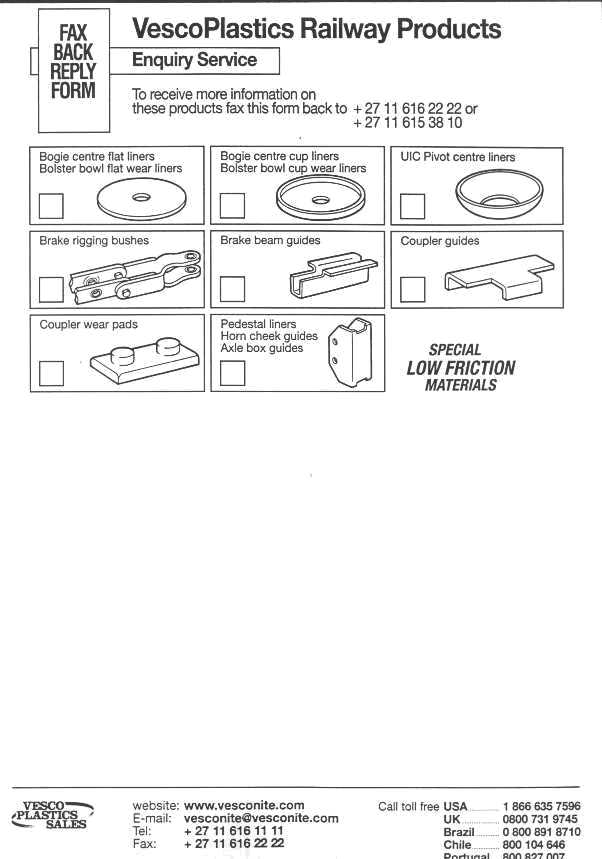 FAX
BACK
REPLY
FORM
VescoPlastics Railway Products
Enquiry Service
To receive more information on
these products fax this form back to + 27 11 616 22 22 or
+ 27 11 615 38 10
Bogie centre flat liners
Bolster bowl flat wear liners
Bogie centre cup liners
Bolster bowl cup wear liners
UIC Pivot centre liners
Brake rigging bushes
Brake beam guides
Coupler guides
Coupler wear pads
Pedestal liners
Horn cheek guides
Axle box guides
SPECIAL
LOW FRICTION
MATERIALS
VESCO
PLASTICS
SALES
website: www.vesconite.com
E-mail: vesconite@vesconite.com
Tel: + 27 11 616 11 11
Fax: + 27 11 616 22 22
Call toll free USA .......... 1 866 635 7596
UK ............ 0800 731 9745
Brazil ........ 0 800 891 8710
Chile ......... 800 104 646
Portugal 800 827 007